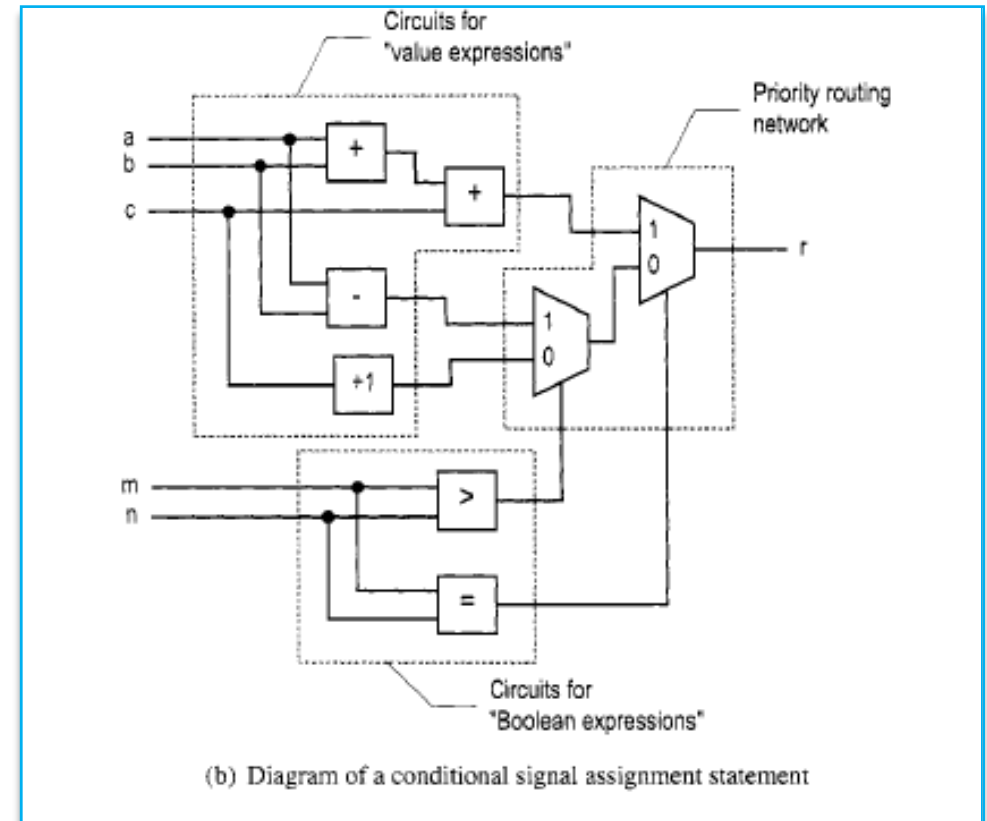 Circuits for
"value expressions"
Priority routing
network
a
b
c
+
+
-
+1
1
0
1
0
r
m
n
>
=
Circuits for
"Boolean expressions"
(b) Diagram of a conditional signal assignment statement